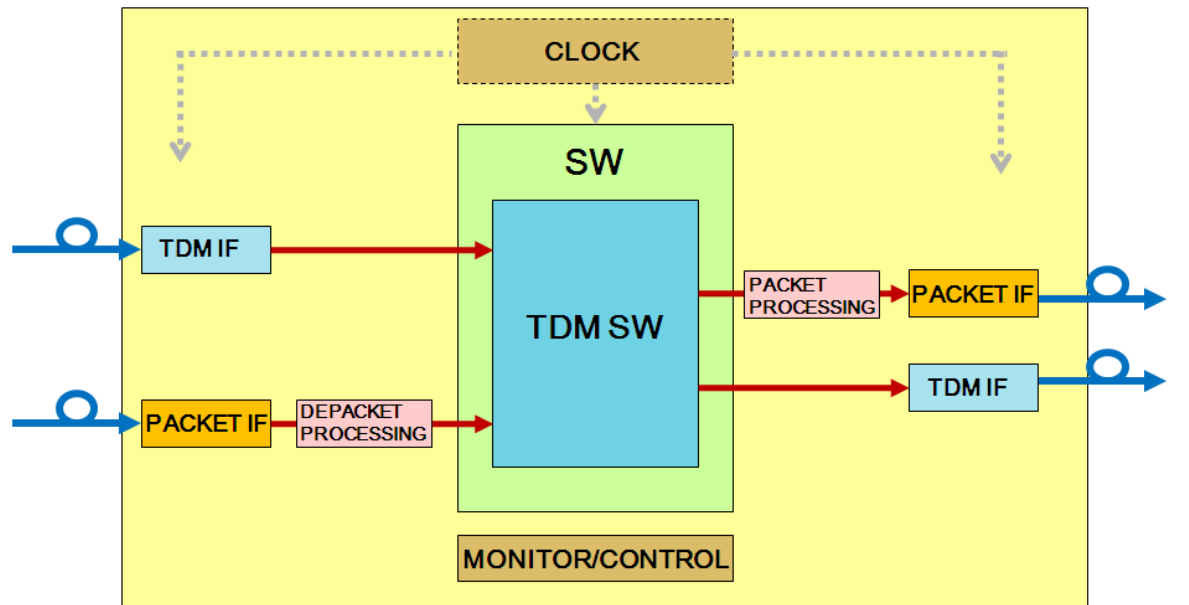 CLOCK
SW
TDM IF
TDM SW
PACKET
PROCESSING
PACKET IF
TDM IF
PACKET IF
DEPACKET
PROCESSING
MONITOR/CONTROL